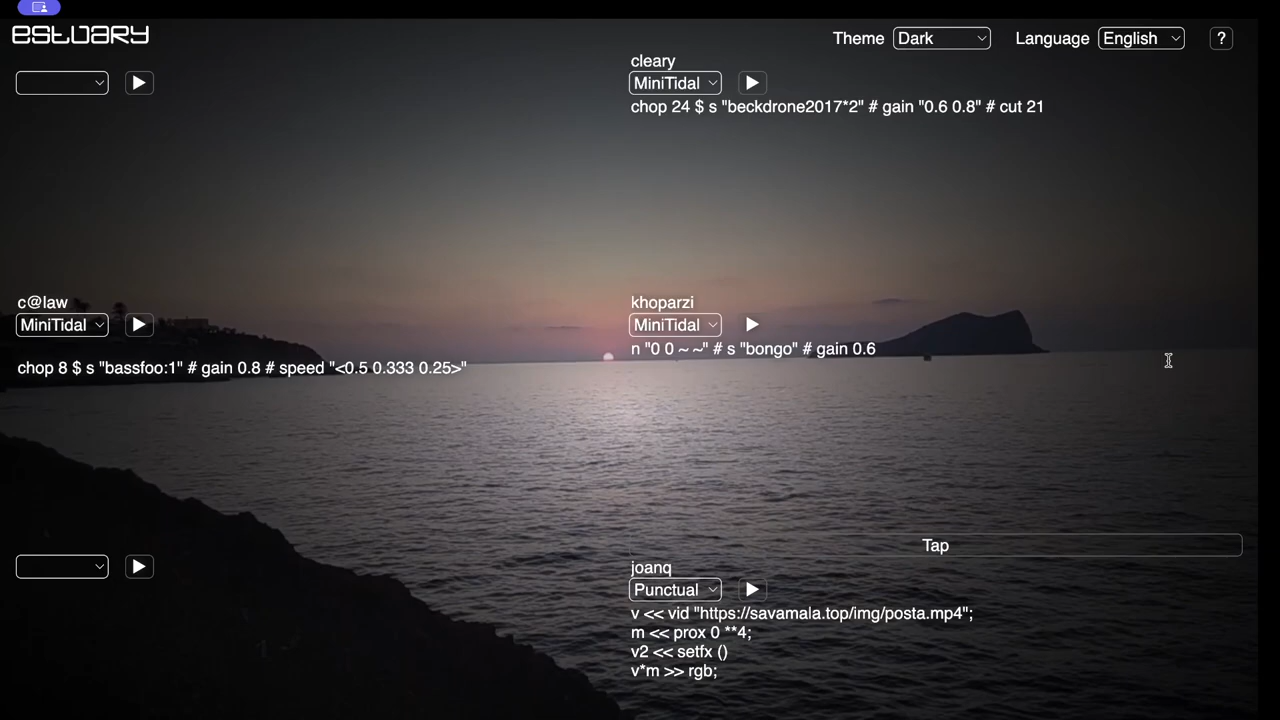 estuary
Theme Dark Language English ?
cleary
MiniTidal
chop 24 $ s "beckdrone2017*2" # gain "0.6 0.8" # cut 21
c@law
MiniTidal
chop 8 $ s "bassfoo:1" # gain 0.8 # speed "<0.5 0.333 0.25>"
khoparzi
MiniTidal
n "0 0 ~ ~" # s "bongo" # gain 0.6
Tap
joanq
Punctual
v << vid "https://savamala.top/img/posta.mp4";
m << prox 0 **4;
v2 << setfx ()
v*m >> rgb;